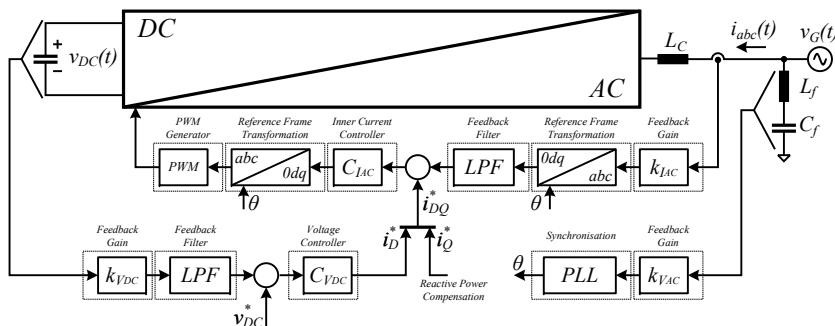 DC
AC
+
−
v_DC(t)
L_C
i_abc(t)
v_G(t)
L_f
C_f
PWM
Generator
Reference Frame
Transformation
Inner Current
Controller
Feedback
Filter
Reference Frame
Transformation
Feedback
Gain
PWM
abc
0dq
C_IAC
LPF
0dq
abc
k_IAC
θ
θ
i*_DQ
i*_D
i*_Q
Feedback
Gain
Feedback
Filter
Voltage
Controller
Synchronisation
Feedback
Gain
k_VDC
LPF
C_VDC
θ
PLL
k_VAC
Reactive Power
Compensation
v*_DC